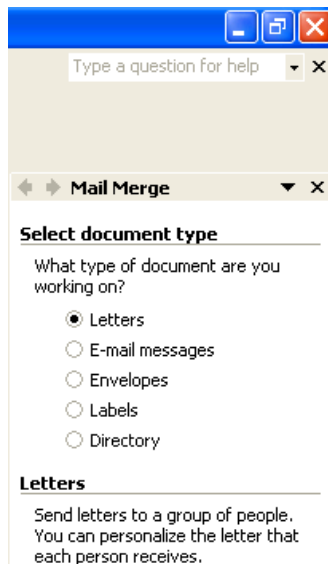 Type a question for help
Mail Merge
Select document type
What type of document are you
working on?
Letters
E-mail messages
Envelopes
Labels
Directory
Letters
Send letters to a group of people.
You can personalize the letter that
each person receives.